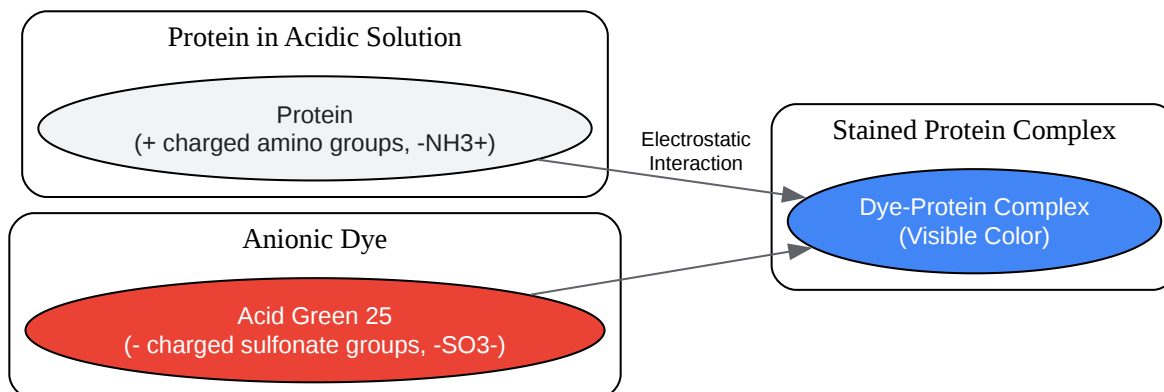 Protein in Acidic Solution
Protein
(+ charged amino groups, -NH3+)
Electrostatic
Interaction
Stained Protein Complex
Dye-Protein Complex
(Visible Color)
Anionic Dye
Acid Green 25
(- charged sulfonate groups, -SO3-)